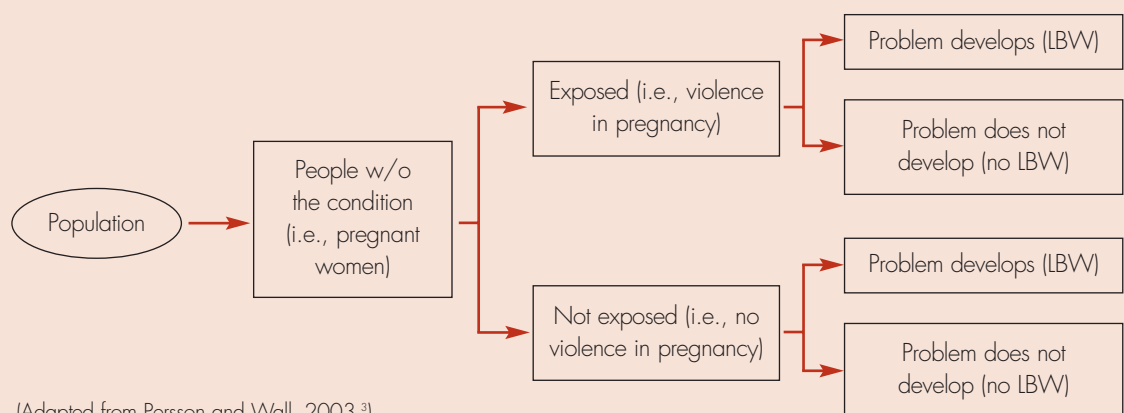 Population
People w/o
the condition
(i.e., pregnant
women)
Exposed (i.e., violence
in pregnancy)
Problem develops (LBW)
Problem does not
develop (no LBW)
Not exposed (i.e., no
violence in pregnancy)
Problem develops (LBW)
Problem does not
develop (no LBW)
(Adapted from Persson and Wall, 2003.³)